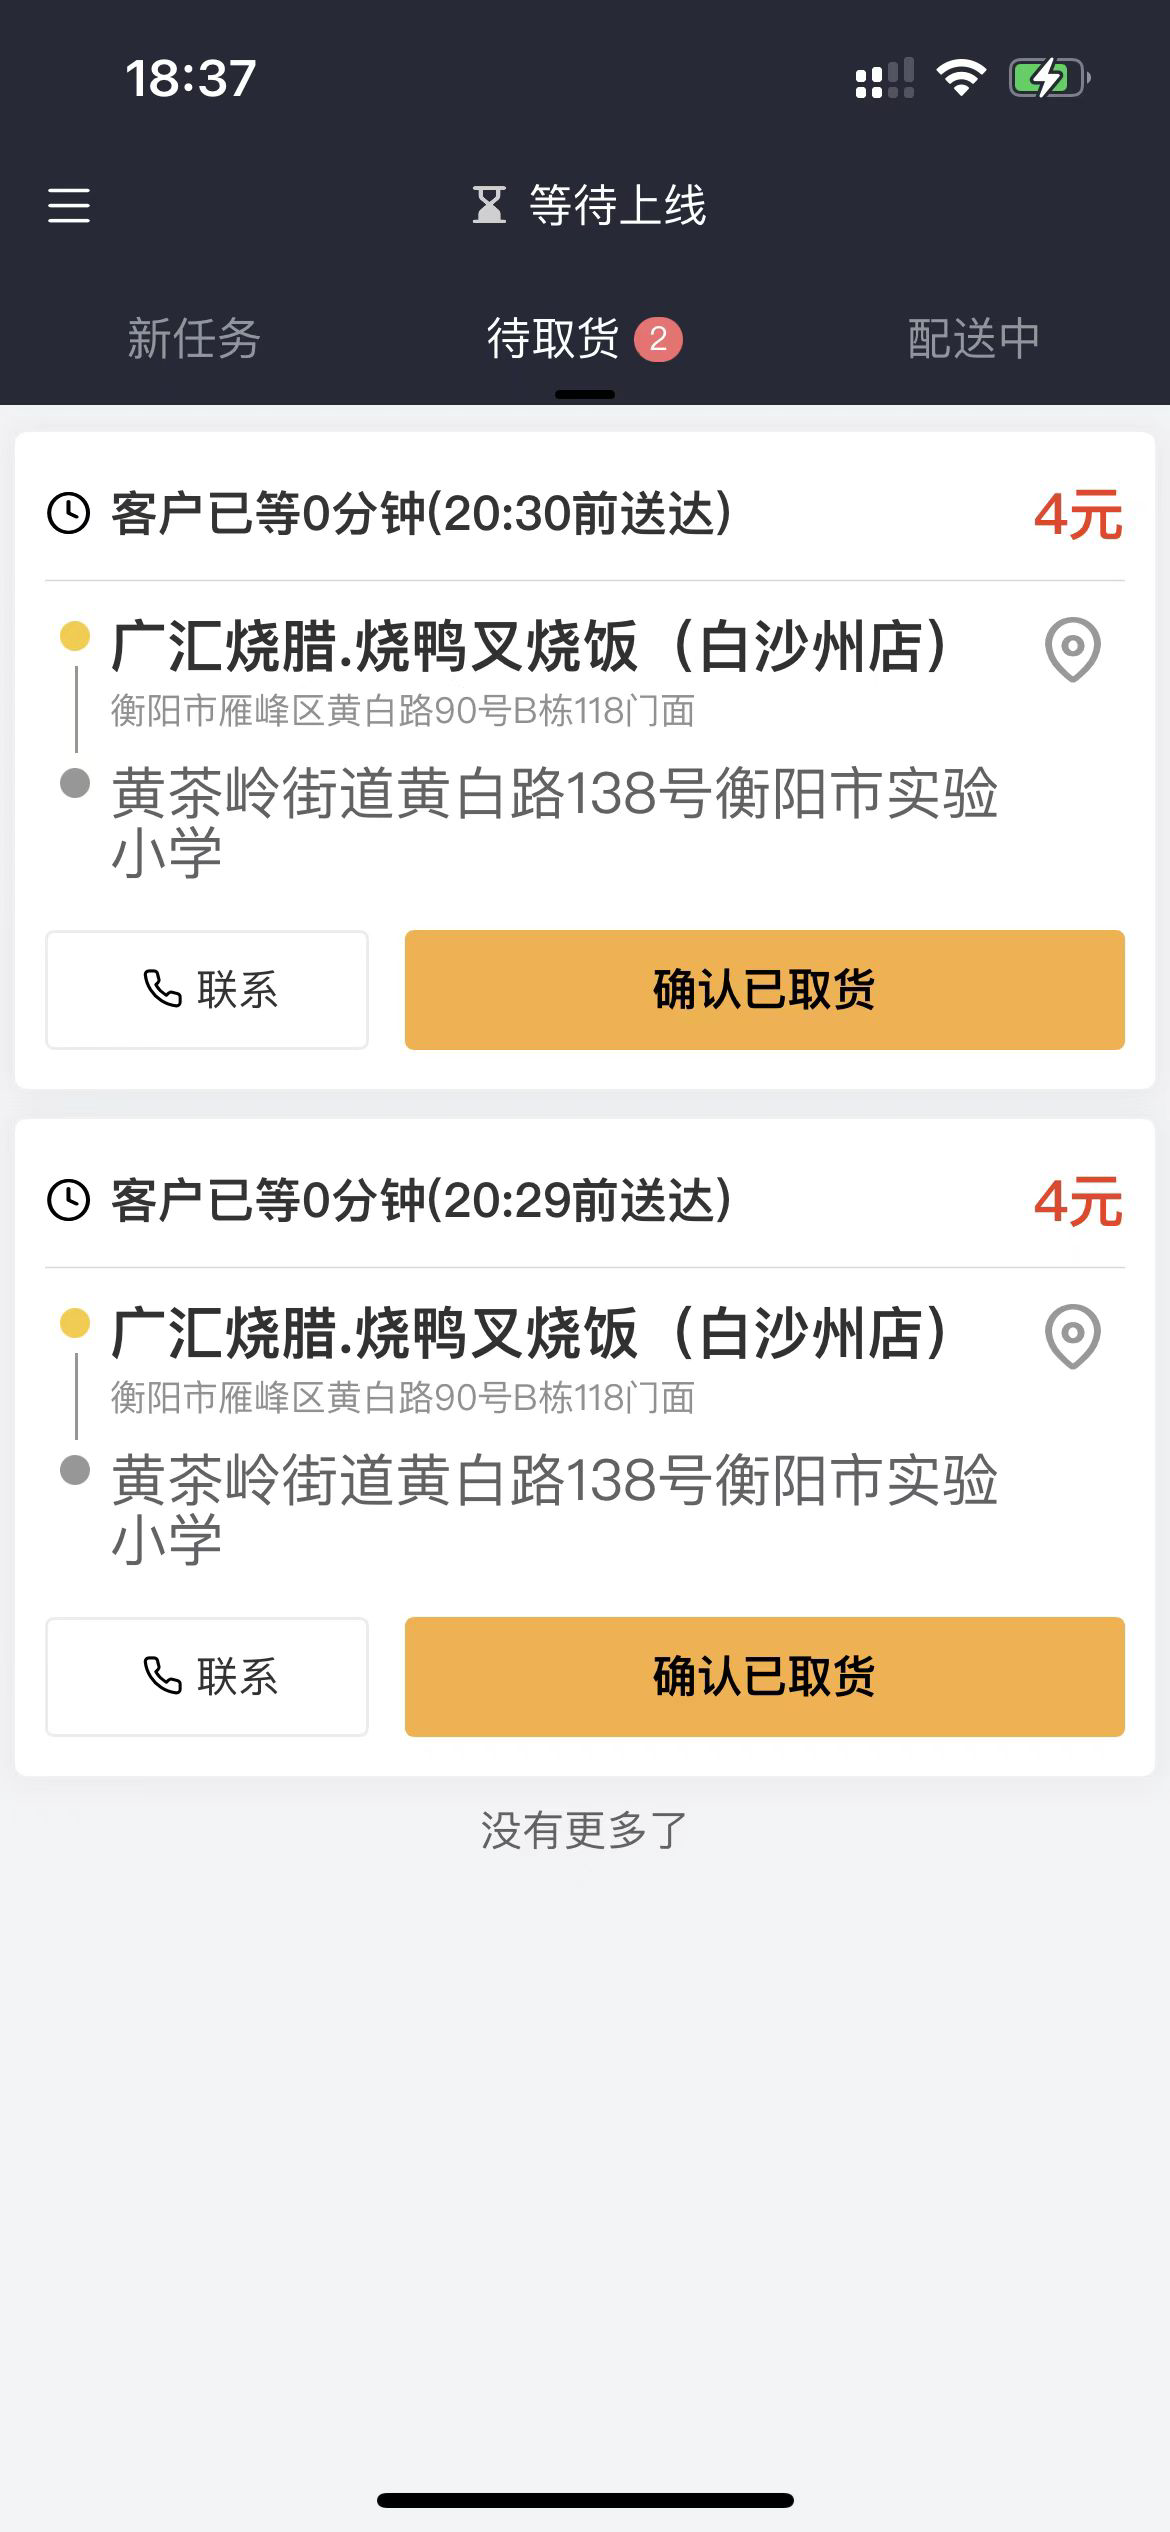 18:37
等待上线
新任务
待取货 2
配送中
客户已等0分钟(20:30前送达)
4元
广汇烧腊.烧鸭叉烧饭（白沙州店）
衡阳市雁峰区黄白路90号B栋118门面
黄茶岭街道黄白路138号衡阳市实验
小学
联系
确认已取货
客户已等0分钟(20:29前送达)
4元
广汇烧腊.烧鸭叉烧饭（白沙州店）
衡阳市雁峰区黄白路90号B栋118门面
黄茶岭街道黄白路138号衡阳市实验
小学
联系
确认已取货
没有更多了